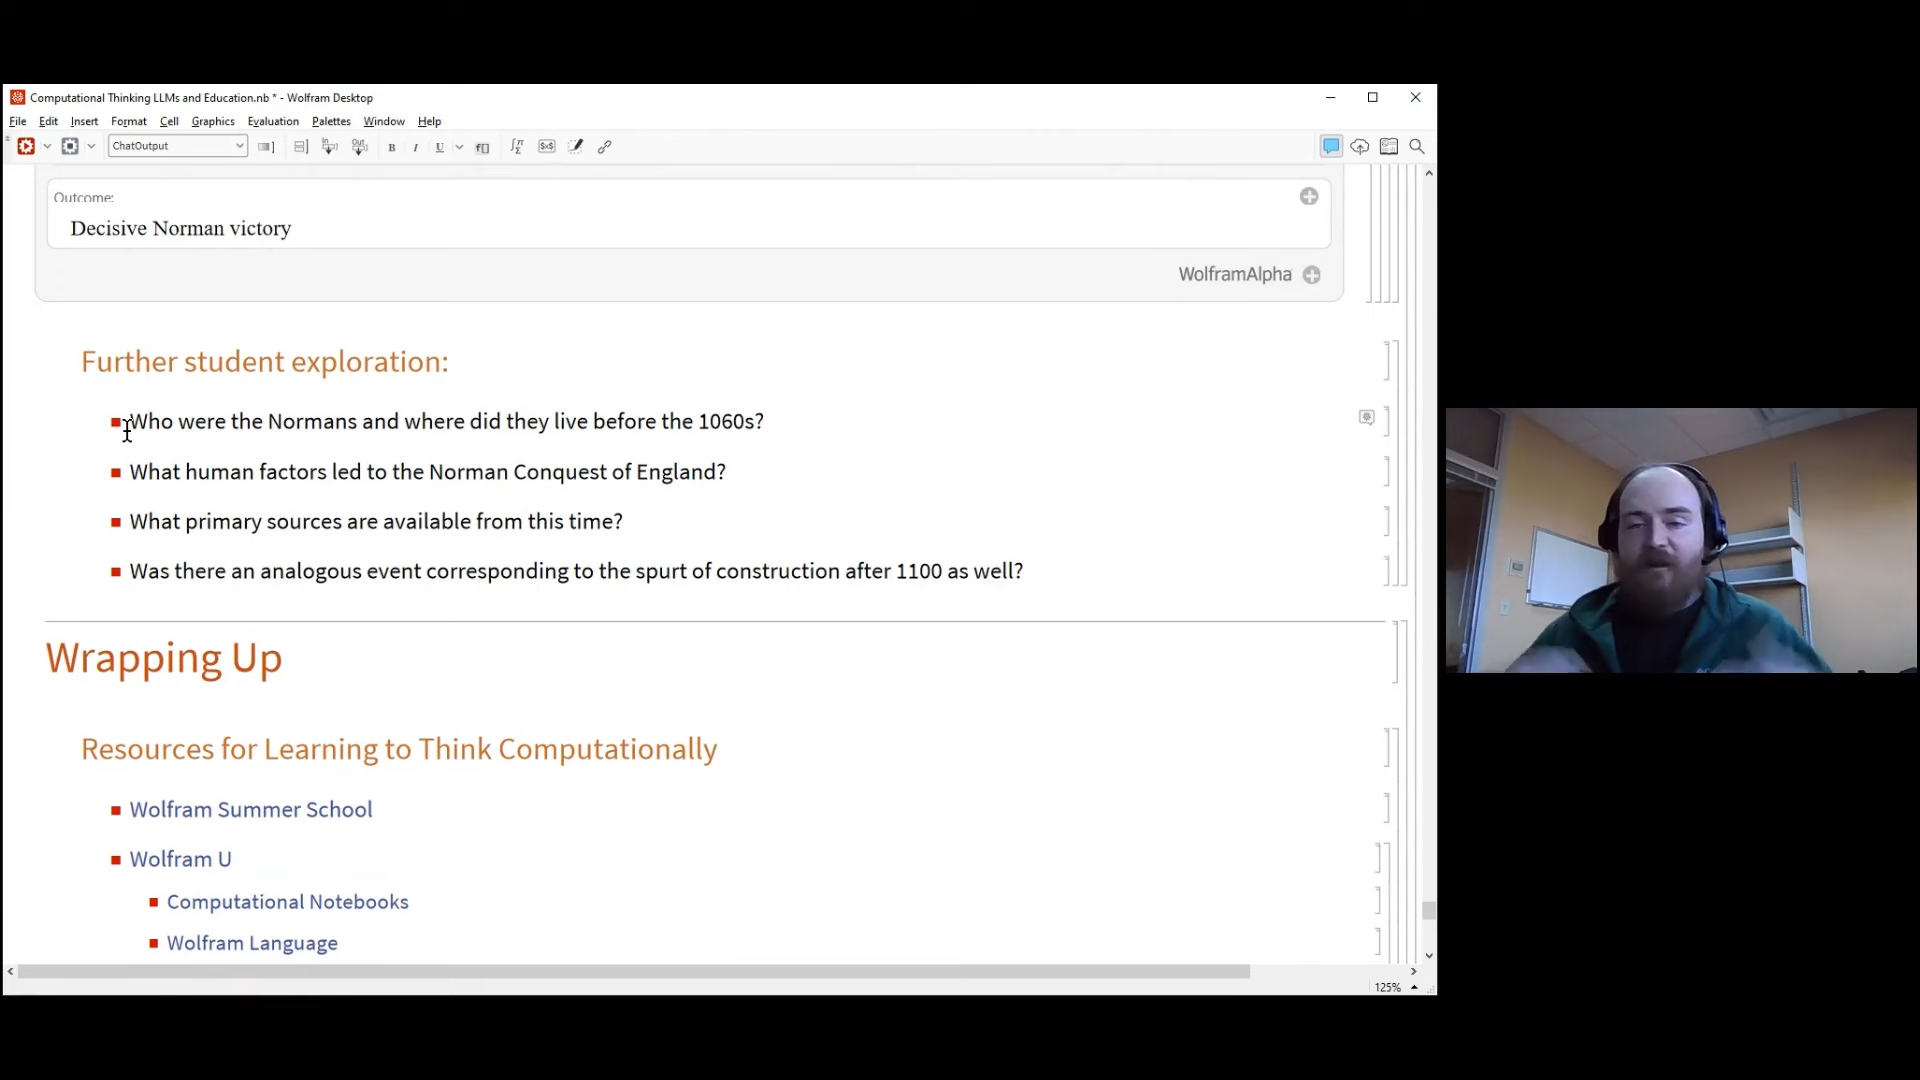 Computational Thinking LLMs and Education.nb * - Wolfram Desktop
File Edit Insert Format Cell Graphics Evaluation Palettes Window Help
ChatOutput
In Out B I U f[]
Outcome:
Decisive Norman victory
WolframAlpha
Further student exploration:
Who were the Normans and where did they live before the 1060s?
What human factors led to the Norman Conquest of England?
What primary sources are available from this time?
Was there an analogous event corresponding to the spurt of construction after 1100 as well?
Wrapping Up
Resources for Learning to Think Computationally
Wolfram Summer School
Wolfram U
Computational Notebooks
Wolfram Language
125%